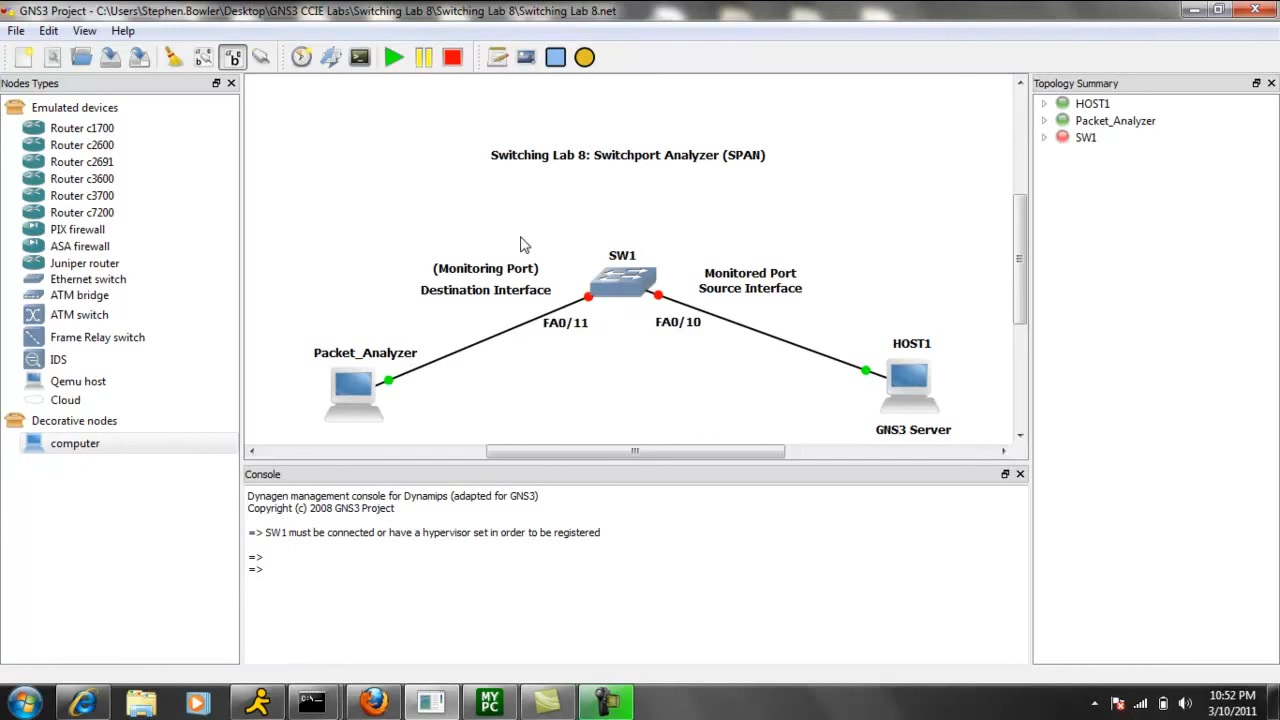 GNS3 Project - C:\Users\Stephen.Bowler\Desktop\GNS3 CCIE Labs\Switching Lab 8\Switching Lab 8\Switching Lab 8.net
File Edit View Help
Nodes Types
Emulated devices
Router c1700
Router c2600
Router c2691
Router c3600
Router c3700
Router c7200
PIX firewall
ASA firewall
Juniper router
Ethernet switch
ATM bridge
ATM switch
Frame Relay switch
IDS
Qemu host
Cloud
Decorative nodes
computer
Switching Lab 8: Switchport Analyzer (SPAN)
SW1
(Monitoring Port)
Destination Interface
Monitored Port
Source Interface
FA0/11
FA0/10
Packet_Analyzer
HOST1
GNS3 Server
Console
Dynagen management console for Dynamips (adapted for GNS3)
Copyright (c) 2008 GNS3 Project
=> SW1 must be connected or have a hypervisor set in order to be registered
=>
=>
Topology Summary
HOST1
Packet_Analyzer
SW1
MY
PC
10:52 PM
3/10/2011